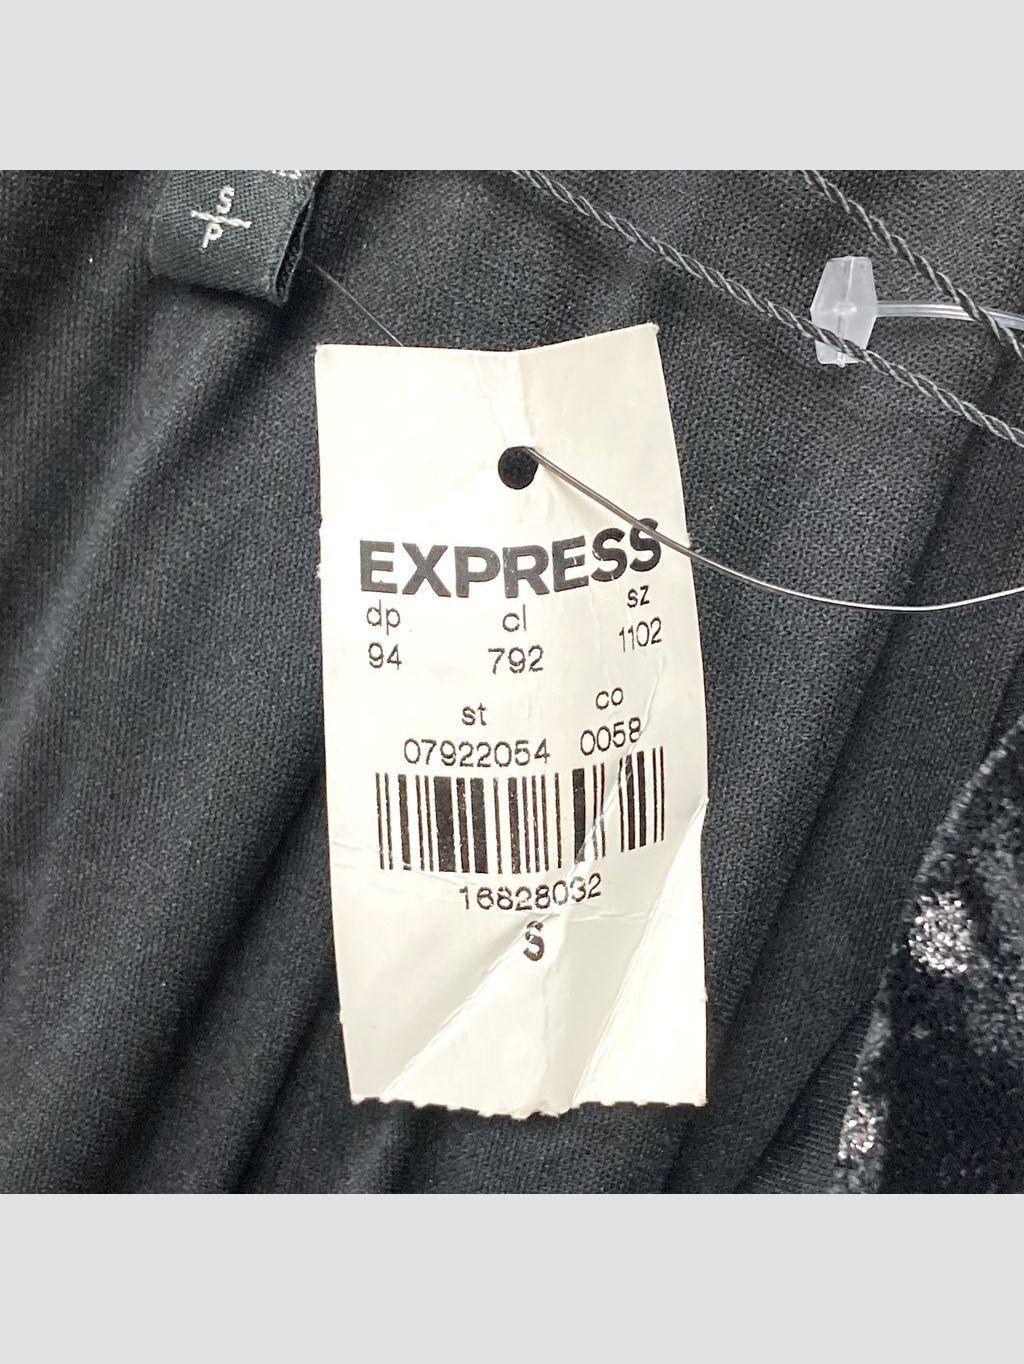 S
P
EXPRESS
dp cl sz
94 792 1102
st co
07922054 0058
16828032
S